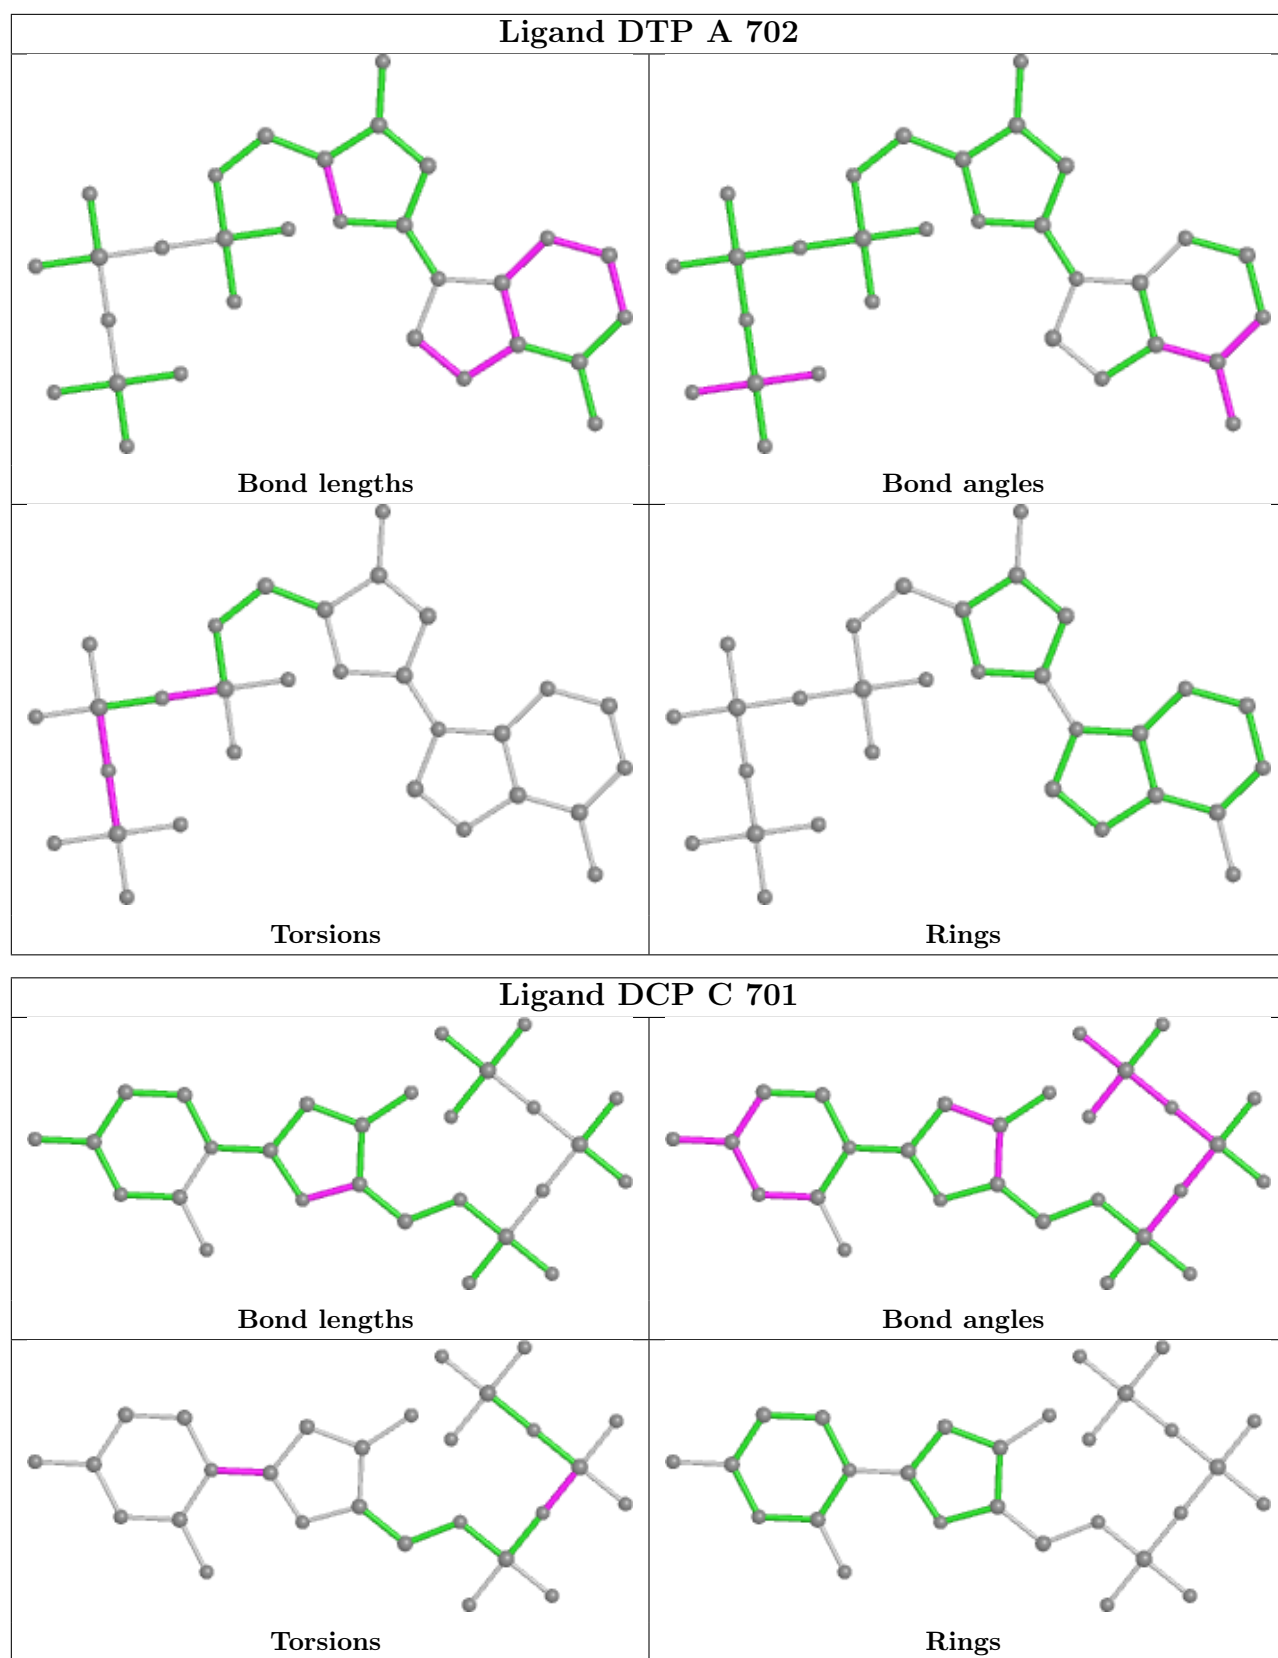 Ligand DTP A 702
Bond lengths
Bond angles
Torsions
Rings
Ligand DCP C 701
Bond lengths
Bond angles
Torsions
Rings